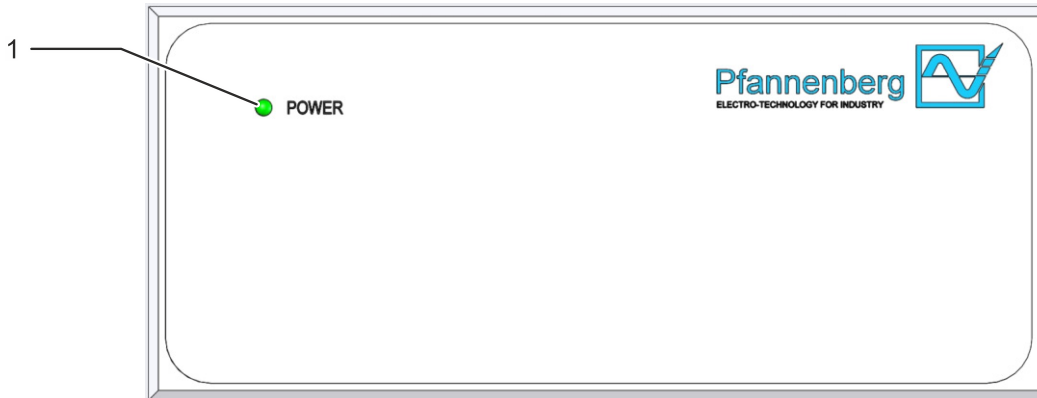 1
POWER
Pfannenberg
ELECTRO-TECHNOLOGY FOR INDUSTRY